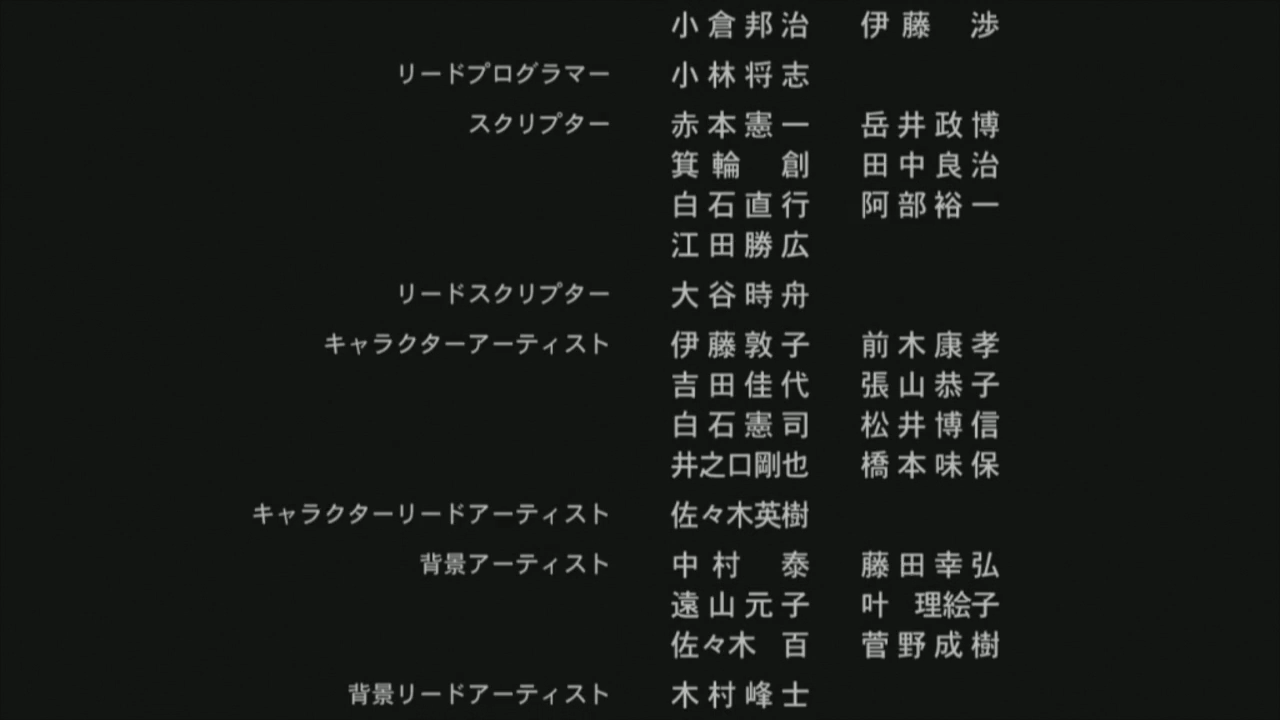 小倉邦治 伊藤 渉
リードプログラマー 小林将志
スクリプター 赤本憲一 岳井政博
箕輪 創 田中良治
白石直行 阿部裕一
江田勝広
リードスクリプター 大谷時舟
キャラクターアーティスト 伊藤敦子 前木康孝
吉田佳代 張山恭子
白石憲司 松井博信
井之口剛也 橋本味保
キャラクターリードアーティスト 佐々木英樹
背景アーティスト 中村 泰 藤田幸弘
遠山元子 叶 理絵子
佐々木 百 菅野成樹
背景リードアーティスト 木村峰士